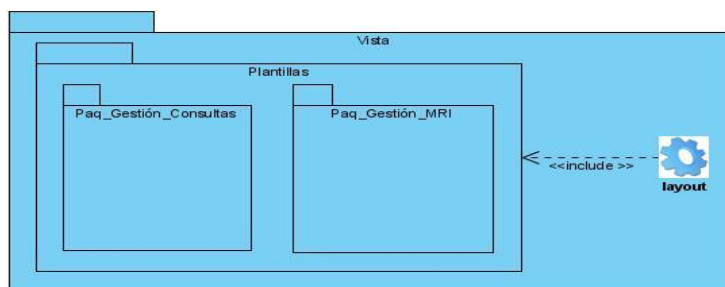 Vista
Plantillas
Paq_Gestión_Consultas
Paq_Gestión_MRI
<<include >>
layout